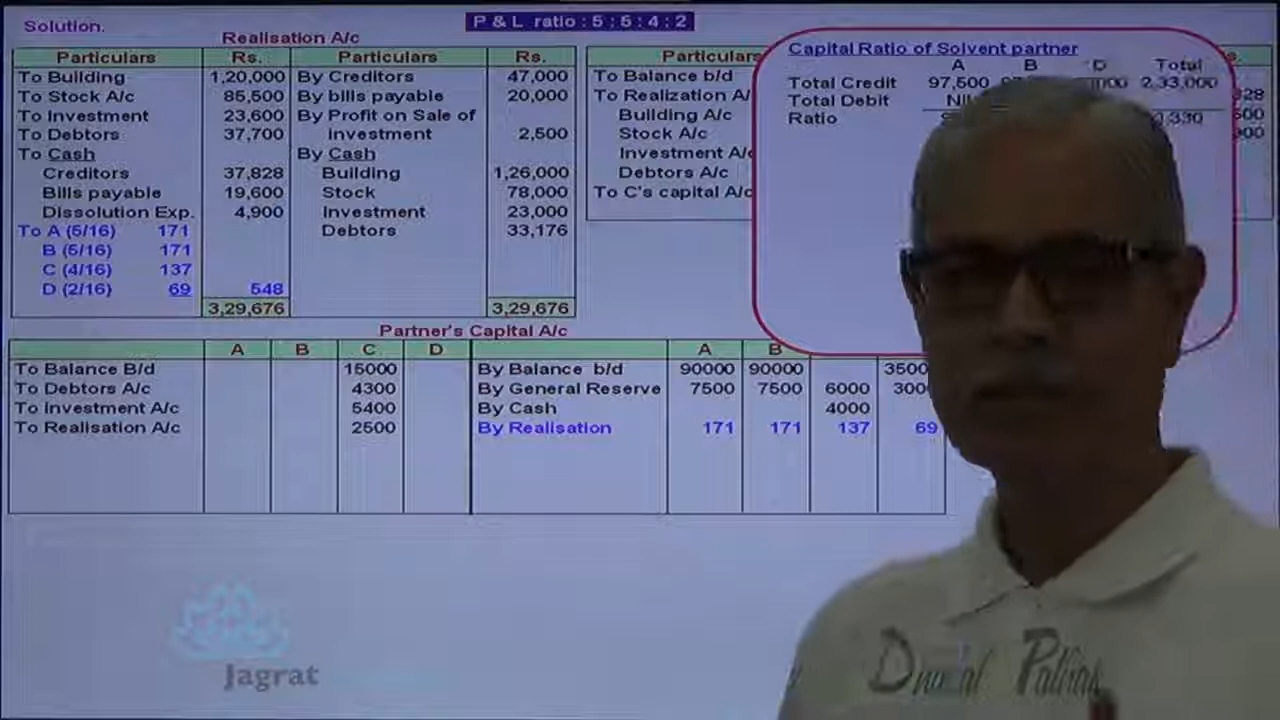 Solution.
P & L ratio : 5 : 5 : 4 : 2
Realisation A/c
Particulars Rs. Particulars Rs.
To Building 1,20,000 By Creditors 47,000
To Stock A/c 85,500 By bills payable 20,000
To Investment 23,600 By Profit on Sale of
To Debtors 37,700 Investment 2,500
To Cash By Cash
Creditors 37,828 Building 1,26,000
Bills payable 19,600 Stock 78,000
Dissolution Exp. 4,900 Investment 23,000
To A (5/16) 171 Debtors 33,176
B (5/16) 171
C (4/16) 137
D (2/16) 69 548
3,29,676 3,29,676
Particulars
To Balance b/d
To Realization A/
Building A/c
Stock A/c
Investment A/c
Debtors A/c
To C's capital A/c
Capital Ratio of Solvent partner
A B D Total
Total Credit 97,500 2,33,000
Total Debit Nil
Ratio
Partner's Capital A/c
A B C D A B
To Balance B/d 15000 By Balance b/d 90000 90000 3500
To Debtors A/c 4300 By General Reserve 7500 7500 6000 300
To Investment A/c 5400 By Cash 4000
To Realisation A/c 2500 By Realisation 171 171 137 69
Jagrat